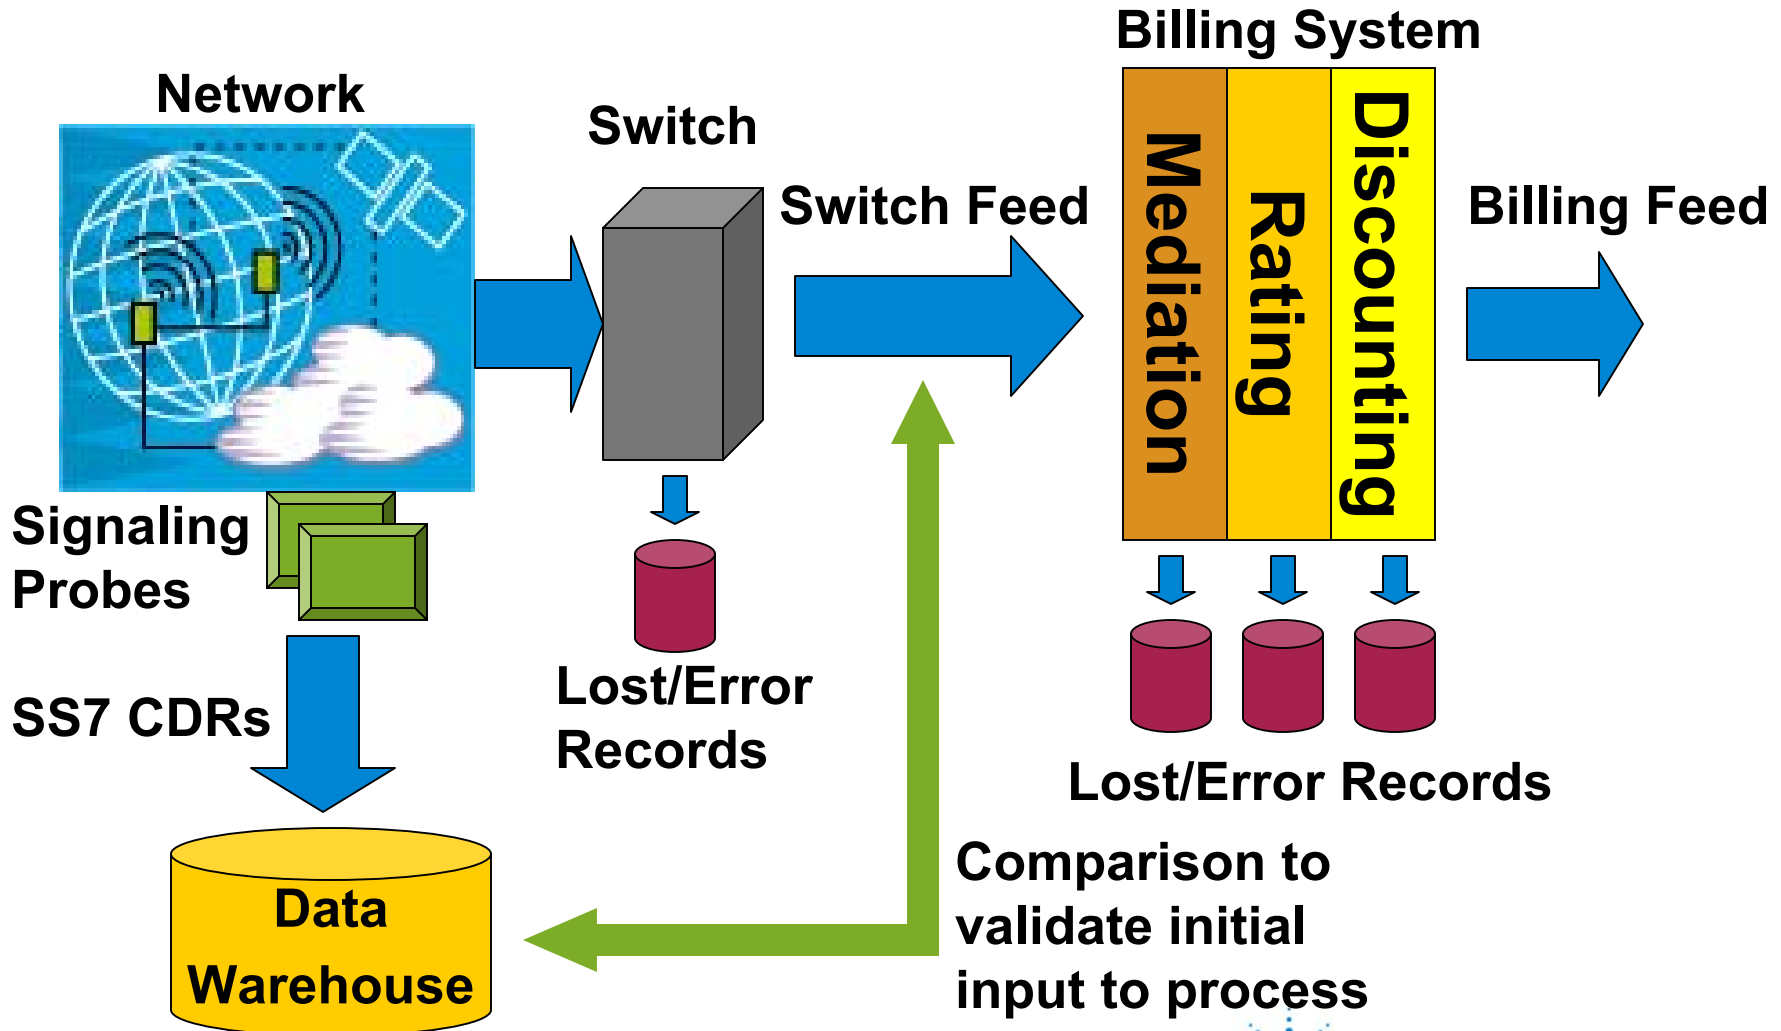 Billing System
Network
Switch
Mediation
Rating
Discounting
Switch Feed
Billing Feed
Signaling
Probes
Lost/Error
Records
SS7 CDRs
Lost/Error Records
Comparison to
validate initial
input to process
Data
Warehouse